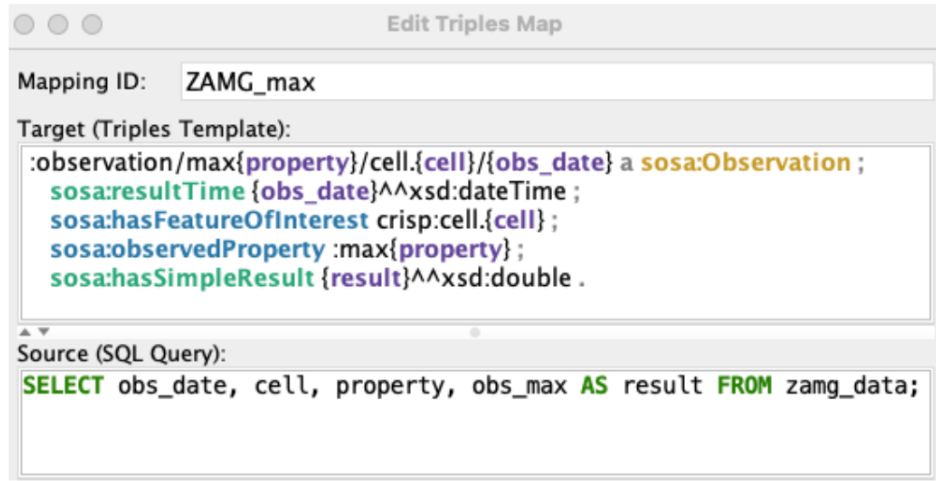 Edit Triples Map
Mapping ID: ZAMG_max
Target (Triples Template):
:observation/max{property}/cell.{cell}/{obs_date} a sosa:Observation ;
sosa:resultTime {obs_date}^^xsd:dateTime ;
sosa:hasFeatureOfInterest crisp:cell.{cell} ;
sosa:observedProperty :max{property} ;
sosa:hasSimpleResult {result}^^xsd:double .
Source (SQL Query):
SELECT obs_date, cell, property, obs_max AS result FROM zamg_data;